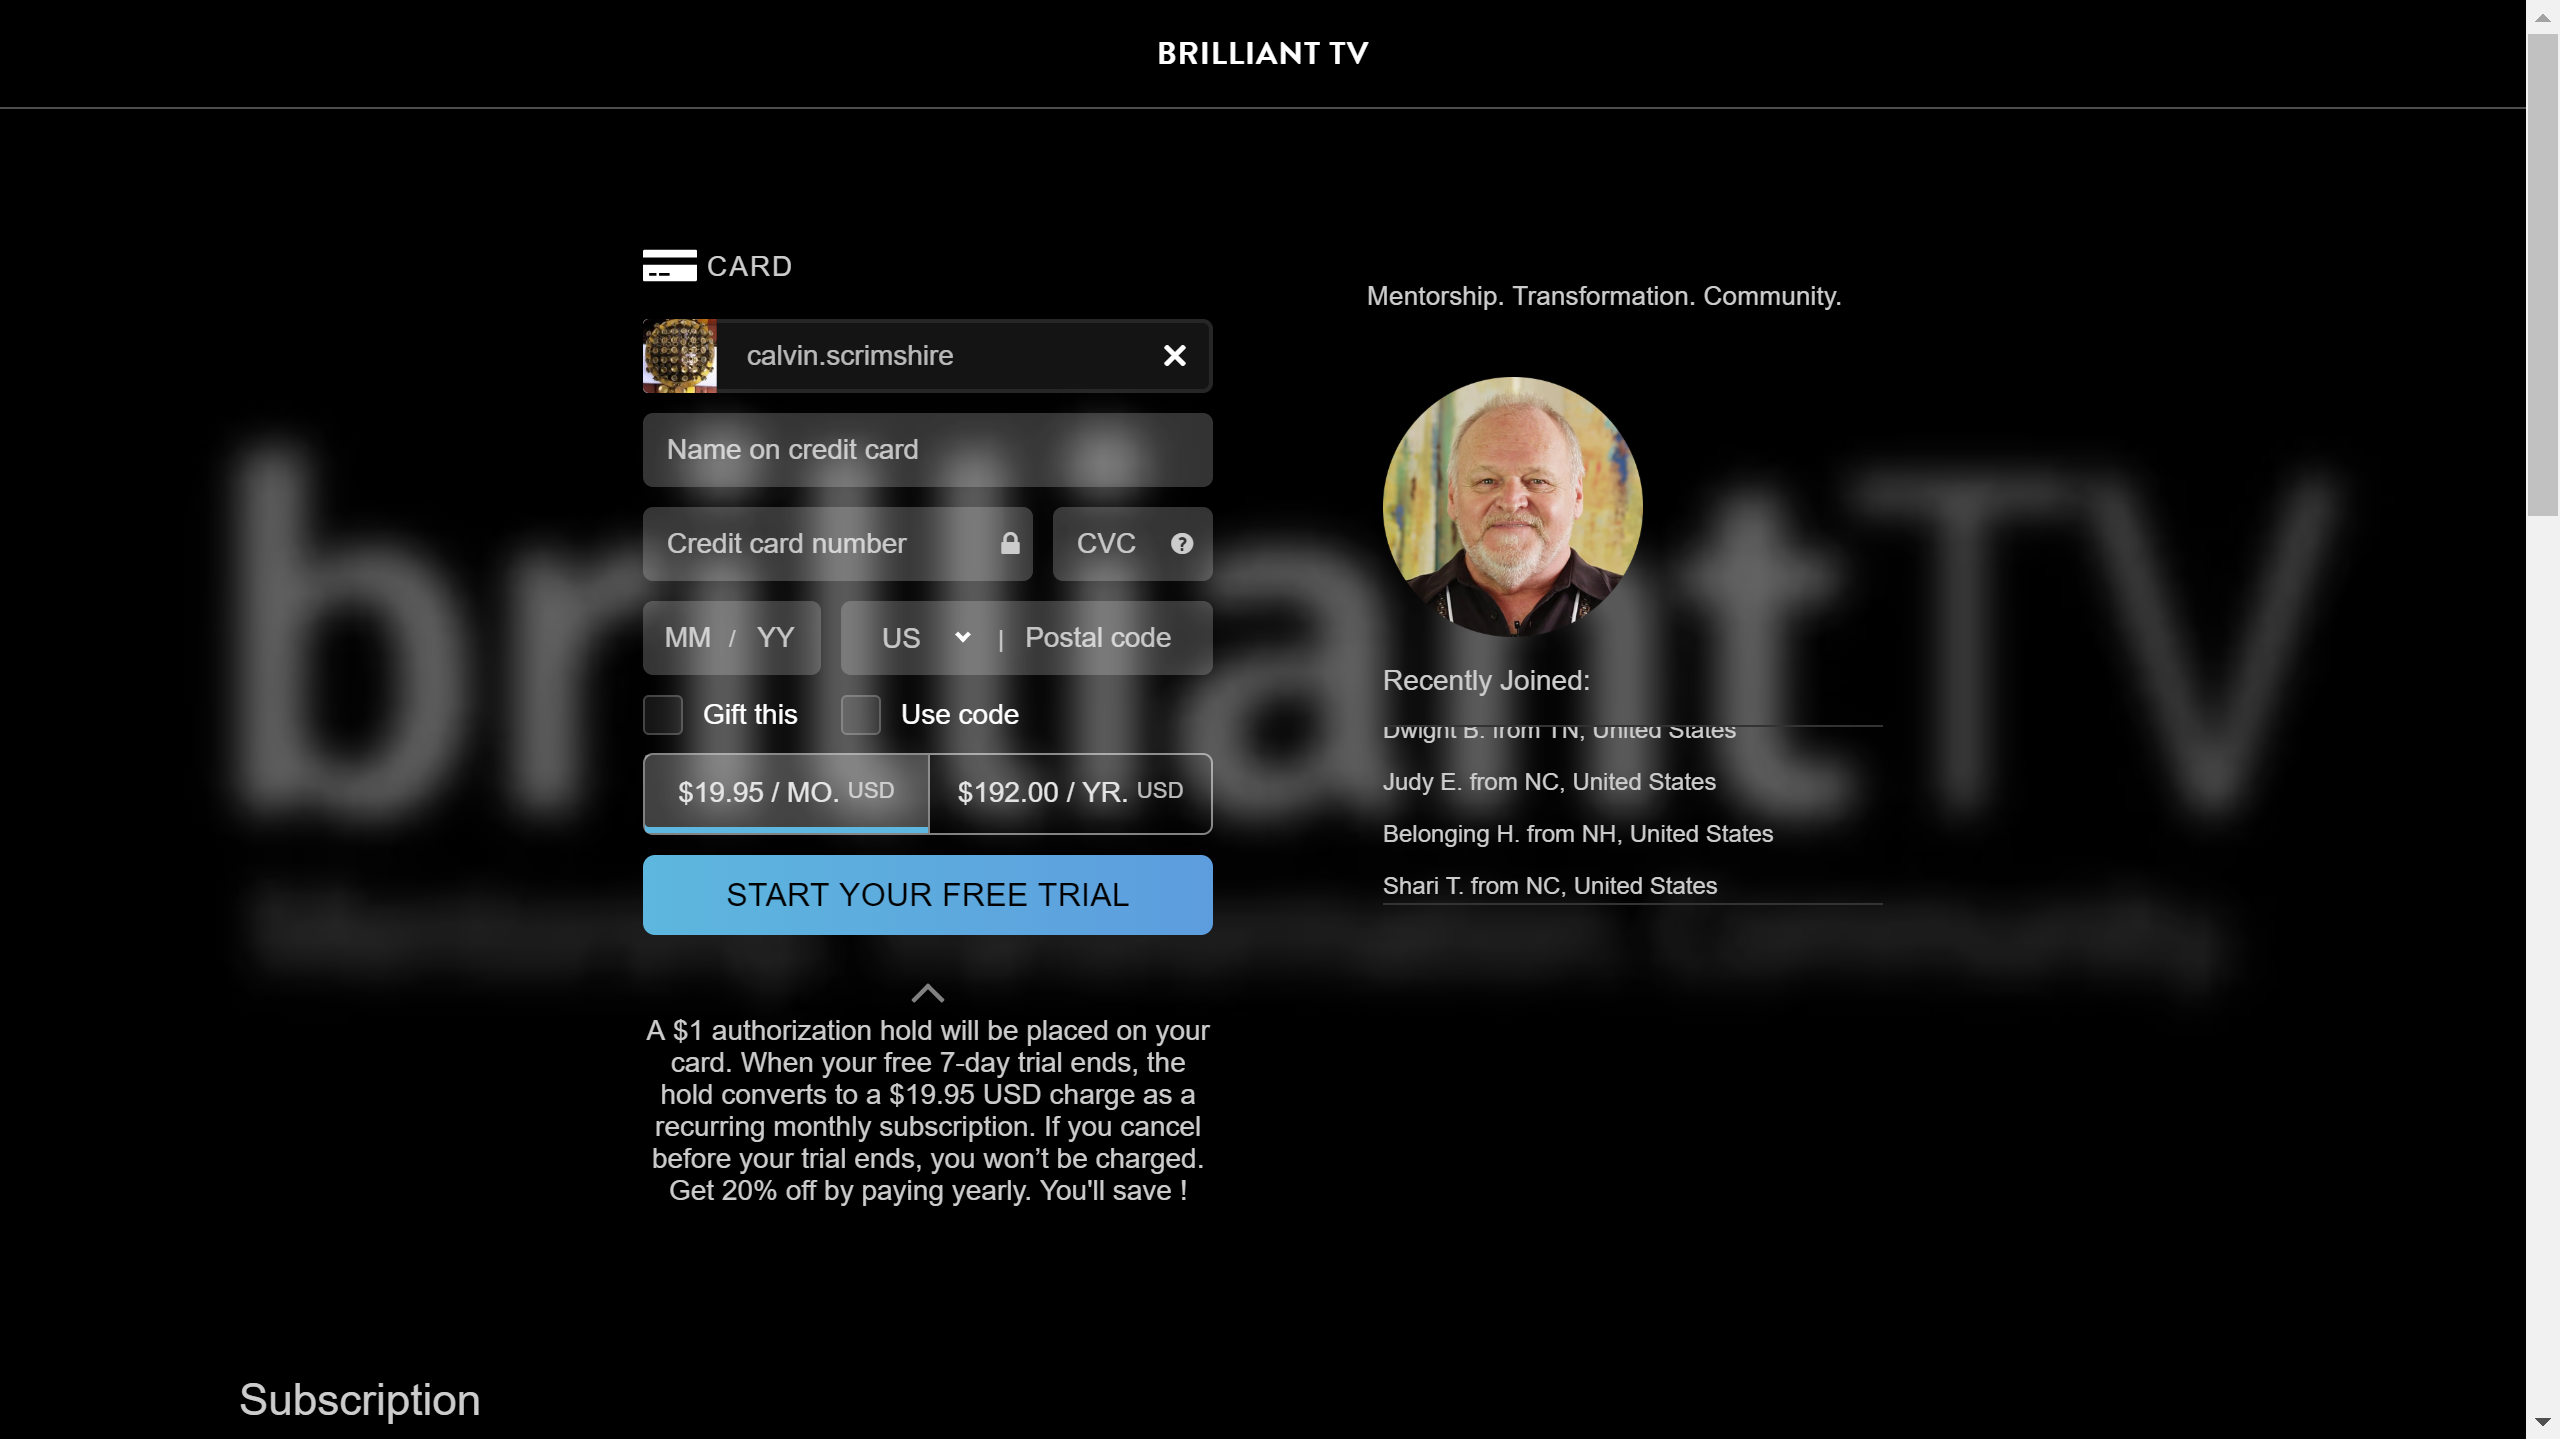 BRILLIANT TV
CARD
calvin.scrimshire
Name on credit card
Credit card number
CVC
MM / YY
US | Postal code
Gift this
Use code
$19.95 / MO. USD
$192.00 / YR. USD
START YOUR FREE TRIAL
A $1 authorization hold will be placed on your
card. When your free 7-day trial ends, the
hold converts to a $19.95 USD charge as a
recurring monthly subscription. If you cancel
before your trial ends, you won’t be charged.
Get 20% off by paying yearly. You'll save !
Mentorship. Transformation. Community.
Recently Joined:
Dwight B. from TN, United States
Judy E. from NC, United States
Belonging H. from NH, United States
Shari T. from NC, United States
brilliantTV
Mentorship. Transformation. Community.
Subscription